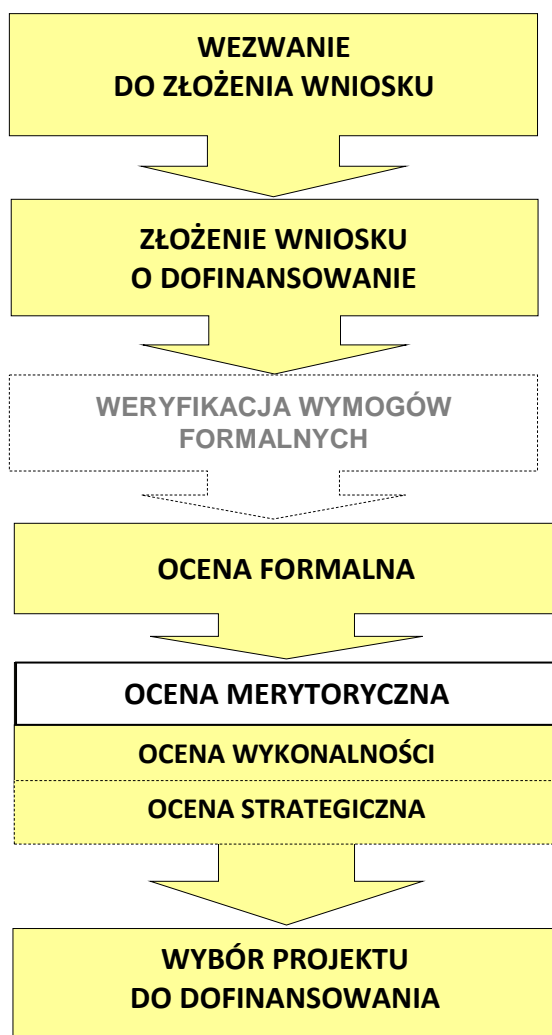 WEZWANIE
DO ZŁOŻENIA WNIOSKU
ZŁOŻENIE WNIOSKU
O DOFINANSOWANIE
WERYFIKACJA WYMOGÓW
FORMALNYCH
OCENA FORMALNA
OCENA MERYTORYCZNA
OCENA WYKONALNOŚCI
OCENA STRATEGICZNA
WYBÓR PROJEKTU
DO DOFINANSOWANIA